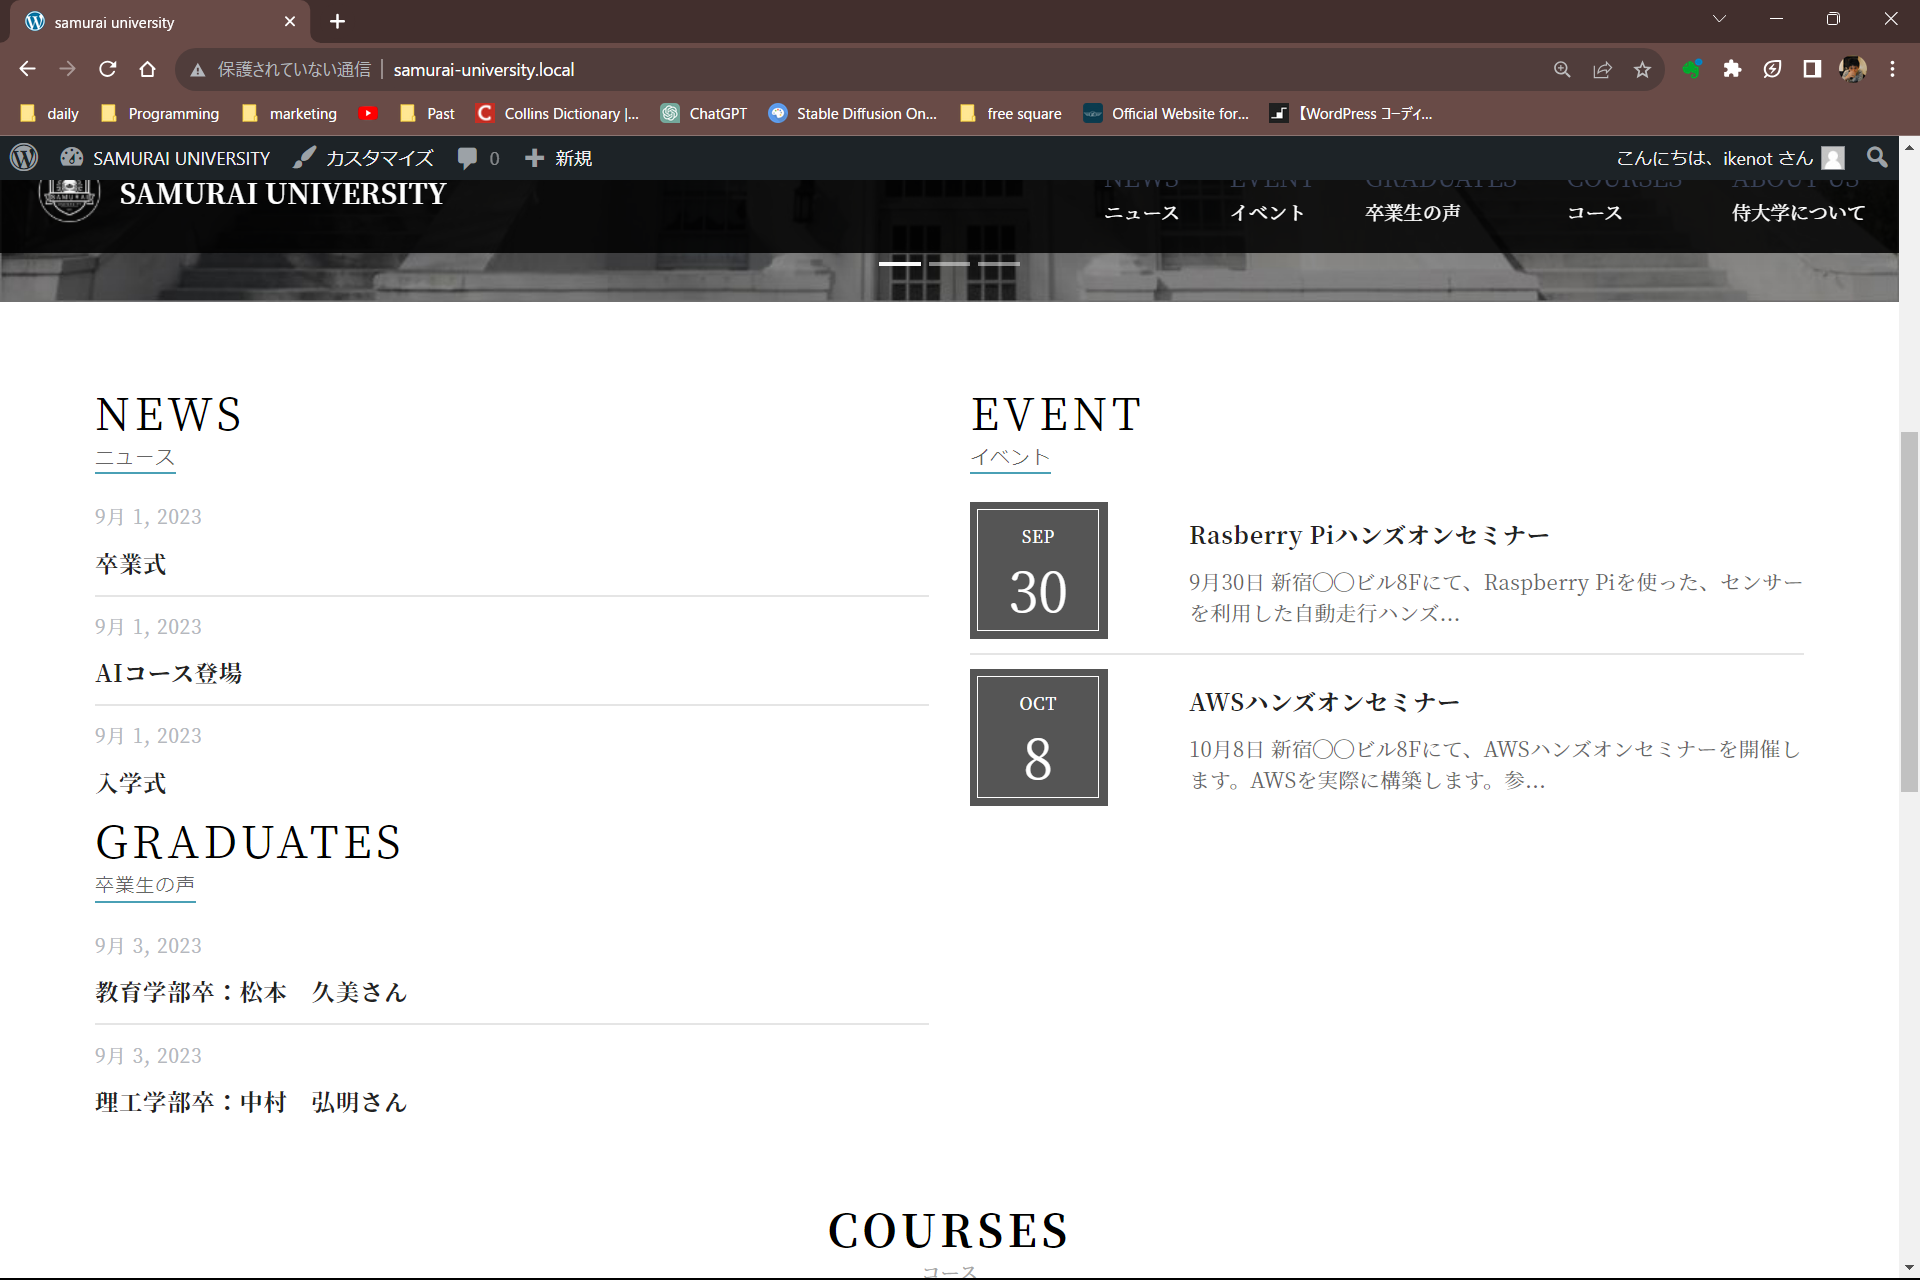 samurai university
保護されていない通信 samurai-university.local
daily Programming marketing Past Collins Dictionary |... ChatGPT Stable Diffusion On... free square Official Website for... 【WordPress コーディ...
SAMURAI UNIVERSITY カスタマイズ 0 新規 こんにちは、ikenot さん
SAMURAI UNIVERSITY
NEWS EVENT GRADUATES COURSES ABOUT US
ニュース イベント 卒業生の声 コース 侍大学について
NEWS
ニュース
9月 1, 2023
卒業式
9月 1, 2023
AIコース登場
9月 1, 2023
入学式
EVENT
イベント
SEP
30
Rasberry Piハンズオンセミナー
9月30日 新宿〇〇ビル8Fにて、Raspberry Piを使った、センサー
を利用した自動走行ハンズ...
OCT
8
AWSハンズオンセミナー
10月8日 新宿〇〇ビル8Fにて、AWSハンズオンセミナーを開催し
ます。AWSを実際に構築します。参...
GRADUATES
卒業生の声
9月 3, 2023
教育学部卒：松本　久美さん
9月 3, 2023
理工学部卒：中村　弘明さん
COURSES
コース